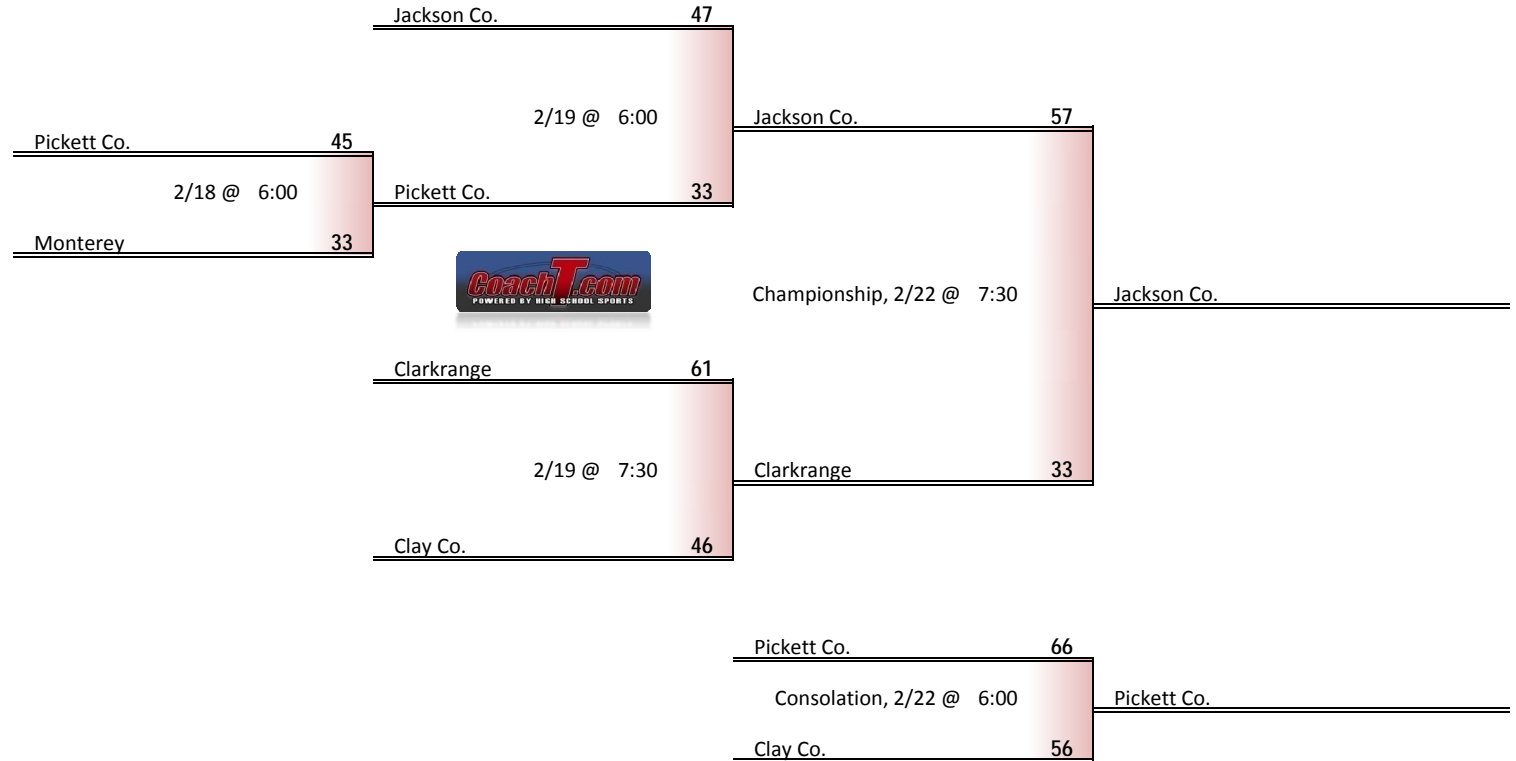 Jackson Co. 47
2/19 @ 6:00
Jackson Co. 57
Pickett Co. 45
2/18 @ 6:00
Pickett Co. 33
Monterey 33
CoachT.com
POWERED BY HIGH SCHOOL SPORTS
Championship, 2/22 @ 7:30
Jackson Co.
Clarkrange 61
2/19 @ 7:30
Clarkrange 33
Clay Co. 46
Pickett Co. 66
Consolation, 2/22 @ 6:00
Pickett Co.
Clay Co. 56